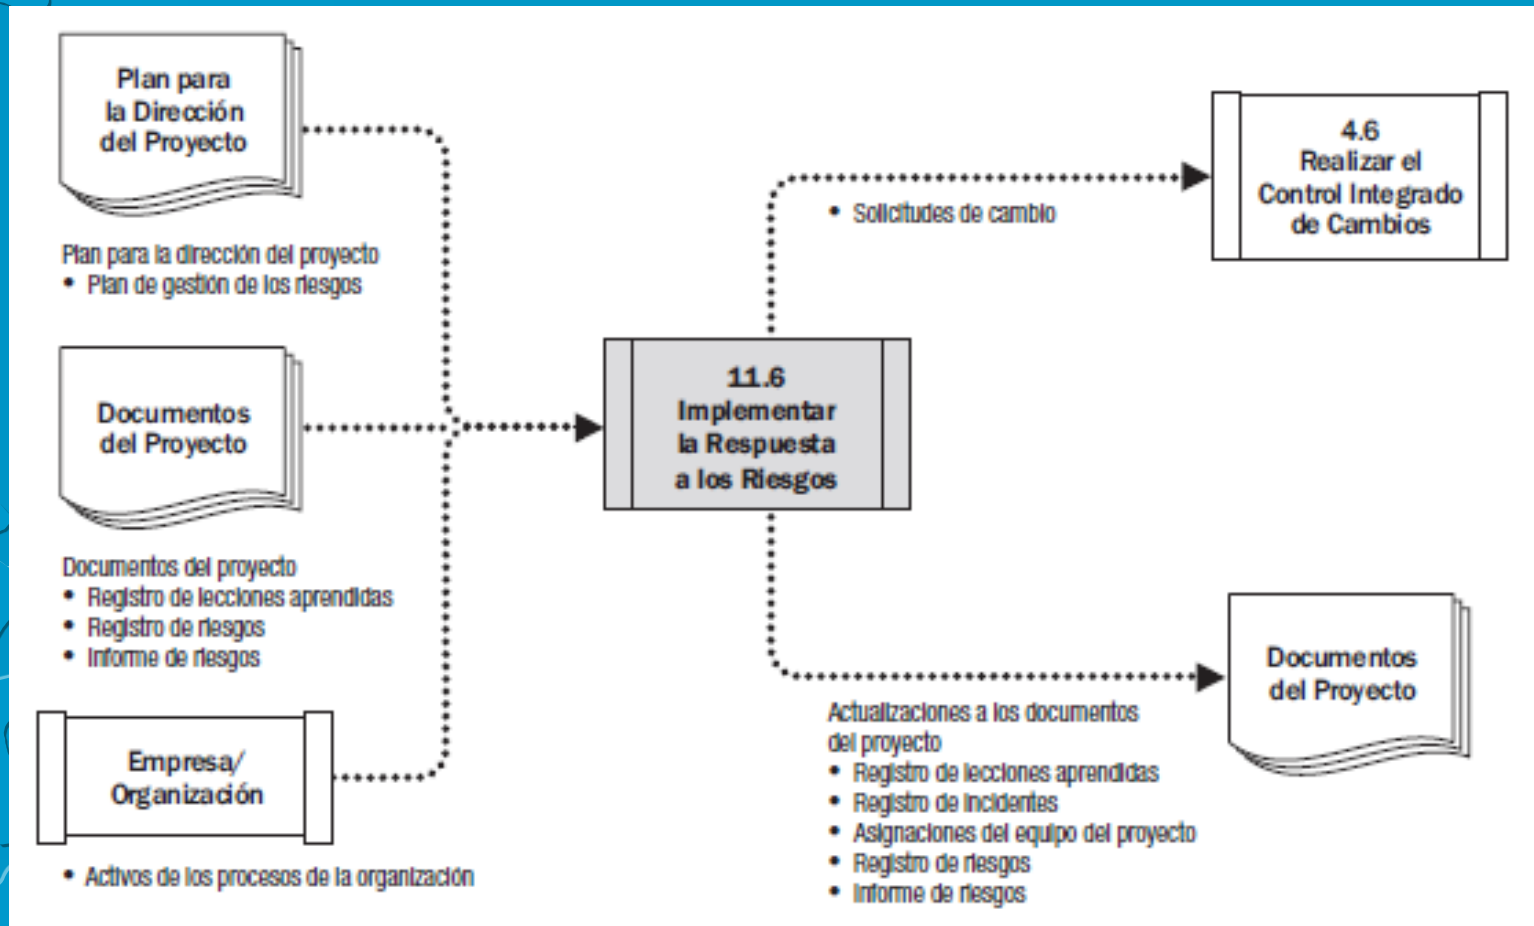 Plan para
la Dirección
del Proyecto
Plan para la dirección del proyecto
• Plan de gestión de los riesgos
Documentos
del Proyecto
Documentos del proyecto
• Registro de lecciones aprendidas
• Registro de riesgos
• Informe de riesgos
Empresa/
Organización
• Activos de los procesos de la organización
11.6
Implementar
la Respuesta
a los Riesgos
• Solicitudes de cambio
4.6
Realizar el
Control Integrado
de Cambios
Documentos
del Proyecto
Actualizaciones a los documentos
del proyecto
• Registro de lecciones aprendidas
• Registro de incidentes
• Asignaciones del equipo del proyecto
• Registro de riesgos
• Informe de riesgos